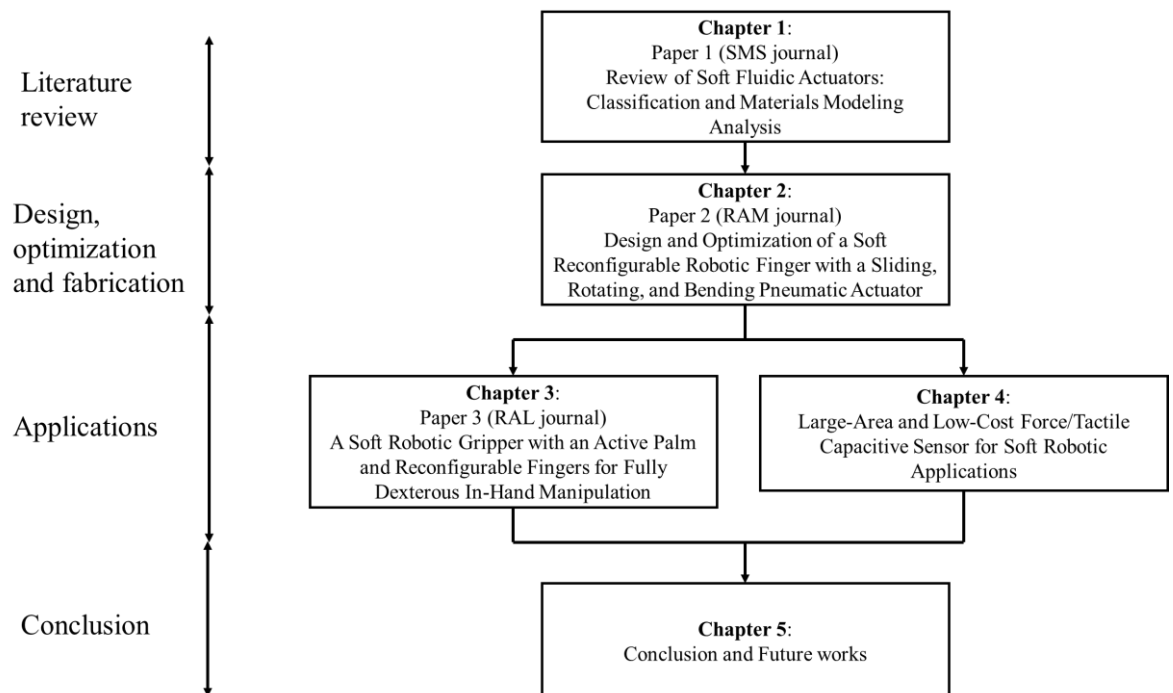 Literature
review
Chapter 1:
Paper 1 (SMS journal)
Review of Soft Fluidic Actuators:
Classification and Materials Modeling
Analysis
Design,
optimization
and fabrication
Chapter 2:
Paper 2 (RAM journal)
Design and Optimization of a Soft
Reconfigurable Robotic Finger with a Sliding,
Rotating, and Bending Pneumatic Actuator
Applications
Chapter 3:
Paper 3 (RAL journal)
A Soft Robotic Gripper with an Active Palm
and Reconfigurable Fingers for Fully
Dexterous In-Hand Manipulation
Chapter 4:
Large-Area and Low-Cost Force/Tactile
Capacitive Sensor for Soft Robotic
Applications
Conclusion
Chapter 5:
Conclusion and Future works